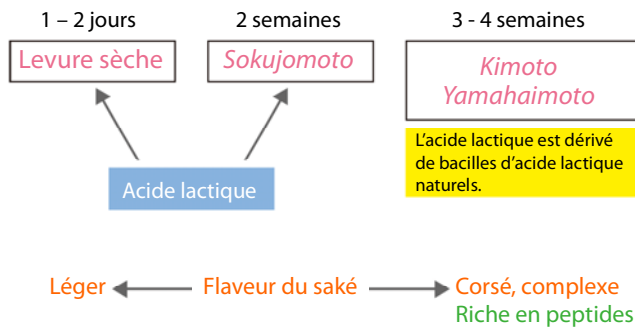 1 – 2 jours
2 semaines
3 - 4 semaines
Levure sèche
Sokujomoto
Kimoto
Yamahaimoto
L’acide lactique est dérivé
de bacilles d’acide lactique
naturels.
Acide lactique
Léger
Flaveur du saké
Corsé, complexe
Riche en peptides